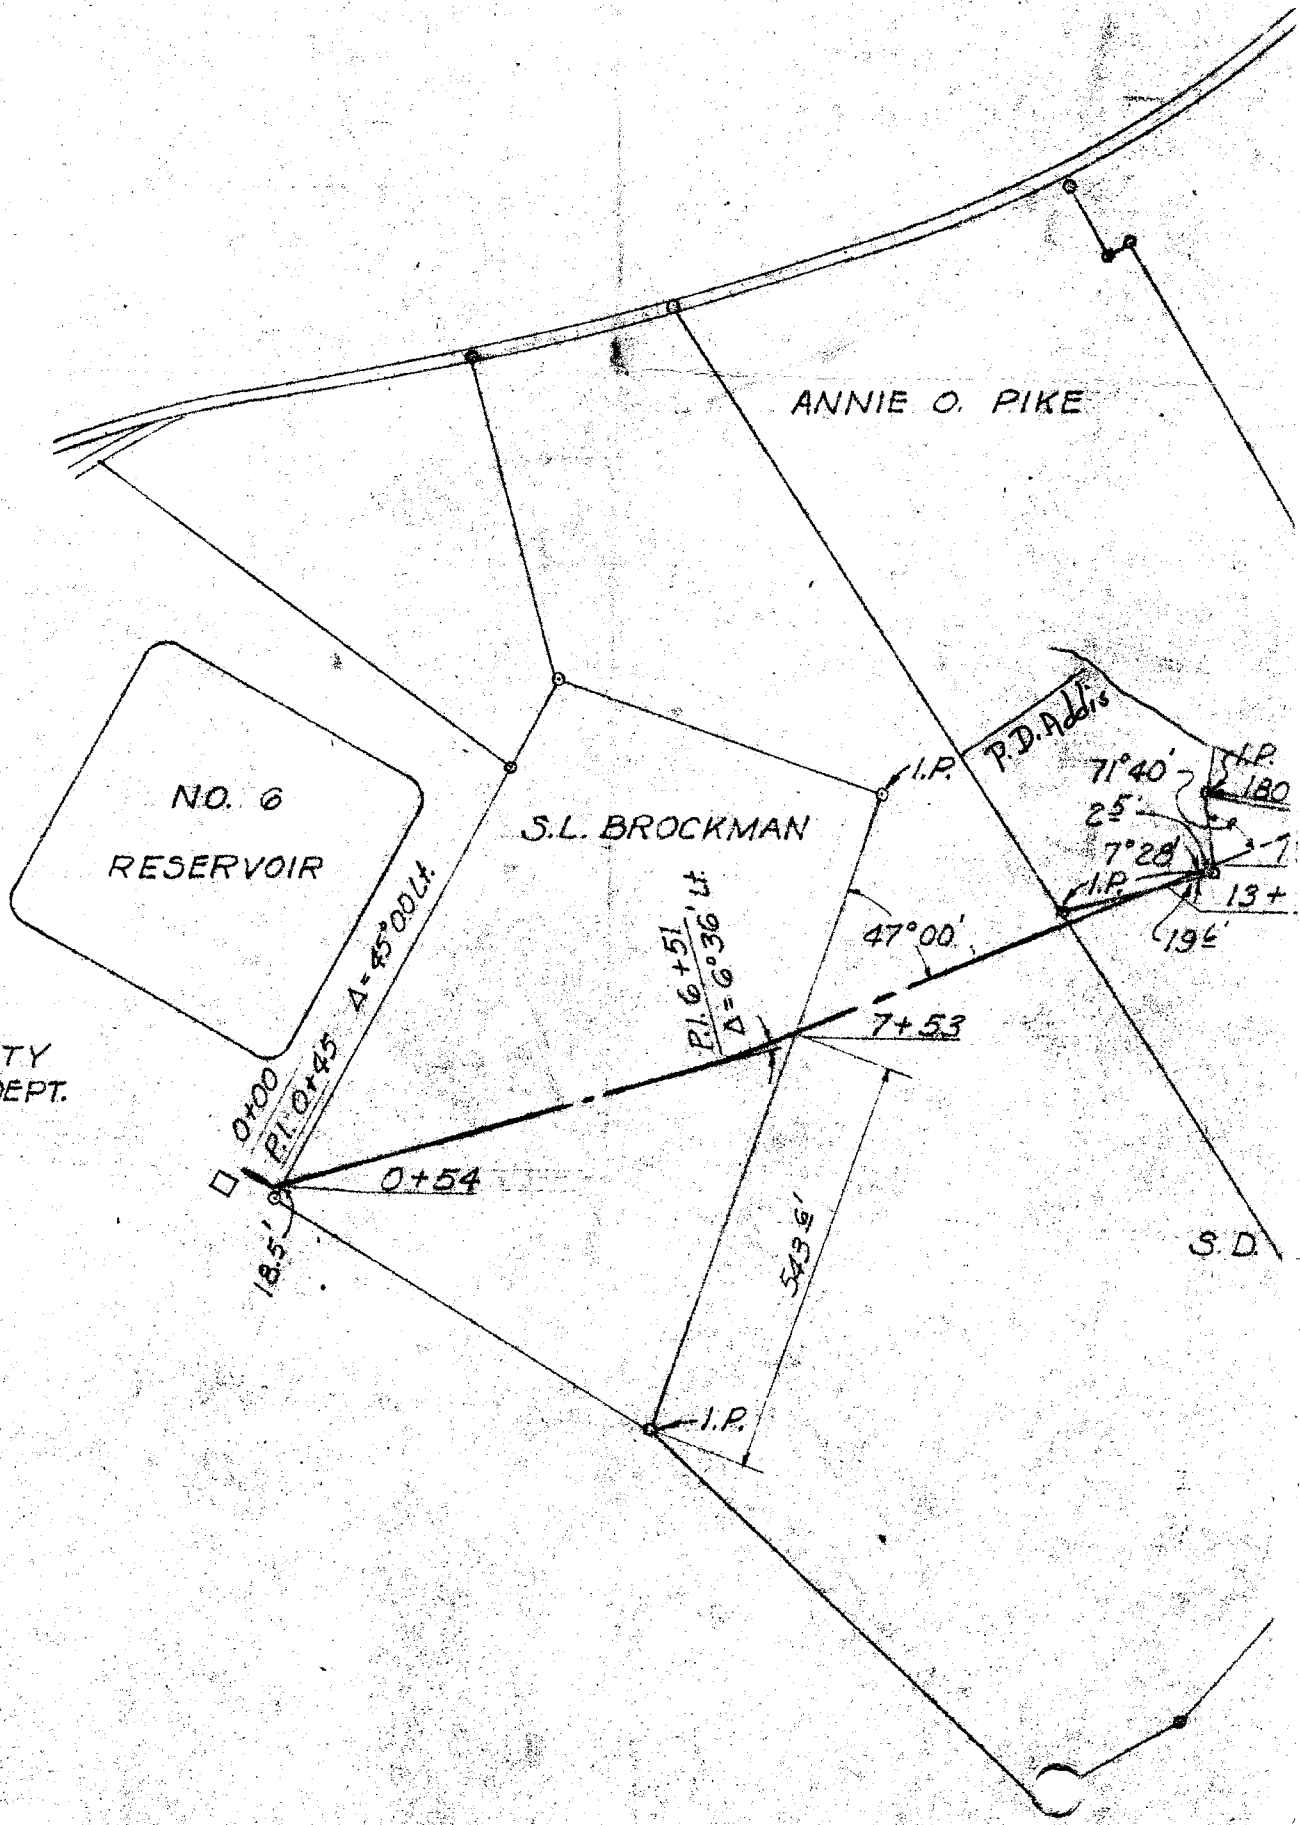 ANNIE O. PIKE
P.D. Addis
I.P.
I.P.
71°40'
180
NO. 6
RESERVOIR
S.L. BROCKMAN
2 5'
7°28'
I.P.
13+
19 6'
47°00'
P.I. 6+51
Δ=6°36' Lt.
7+53
Δ=45°00 Lt.
P.I. 0+45
0+00
TY
DEPT.
0+54
18.5'
543 6'
S.D.
I.P.